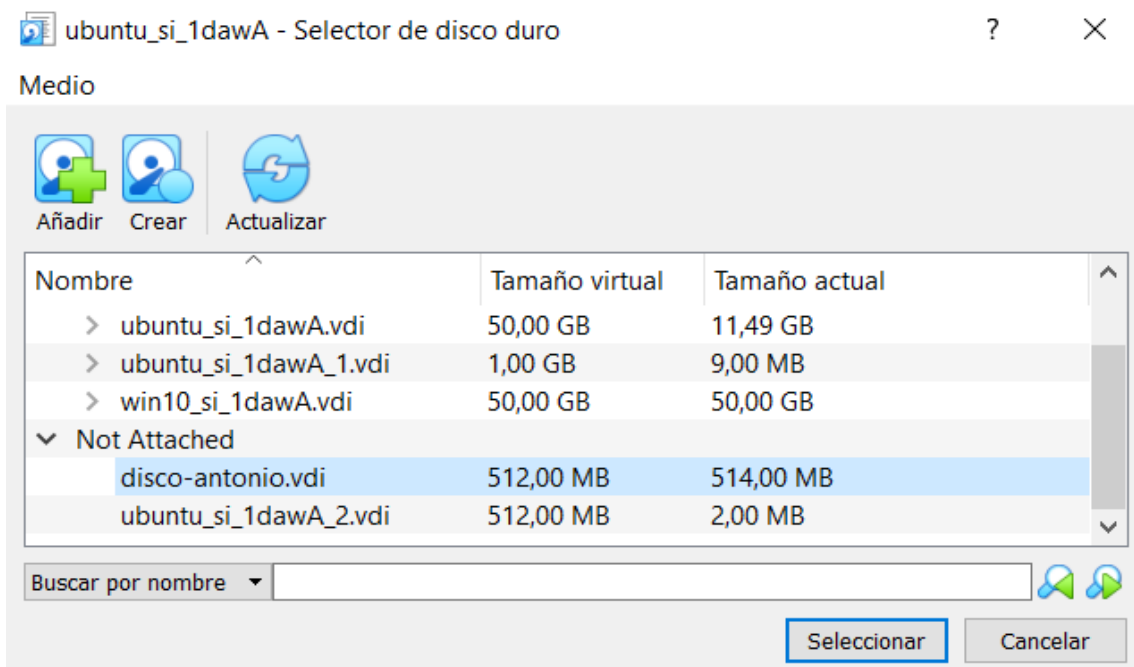 ubuntu_si_1dawA - Selector de disco duro ?
Medio
Añadir Crear Actualizar
Nombre Tamaño virtual Tamaño actual
ubuntu_si_1dawA.vdi 50,00 GB 11,49 GB
ubuntu_si_1dawA_1.vdi 1,00 GB 9,00 MB
win10_si_1dawA.vdi 50,00 GB 50,00 GB
Not Attached
disco-antonio.vdi 512,00 MB 514,00 MB
ubuntu_si_1dawA_2.vdi 512,00 MB 2,00 MB
Buscar por nombre
Seleccionar Cancelar